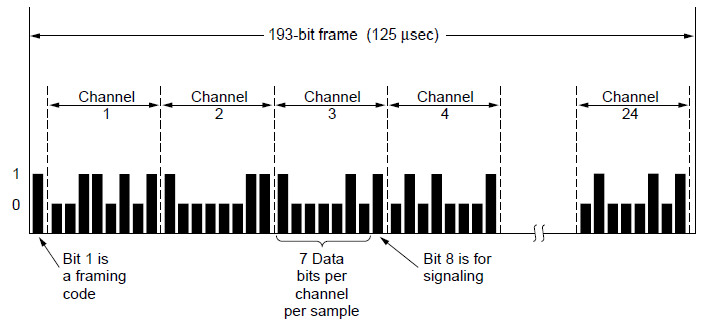 193-bit frame (125 μsec)
Channel
1
Channel
2
Channel
3
Channel
4
Channel
24
1
0
Bit 1 is
a framing
code
7 Data
bits per
channel
per sample
Bit 8 is for
signaling